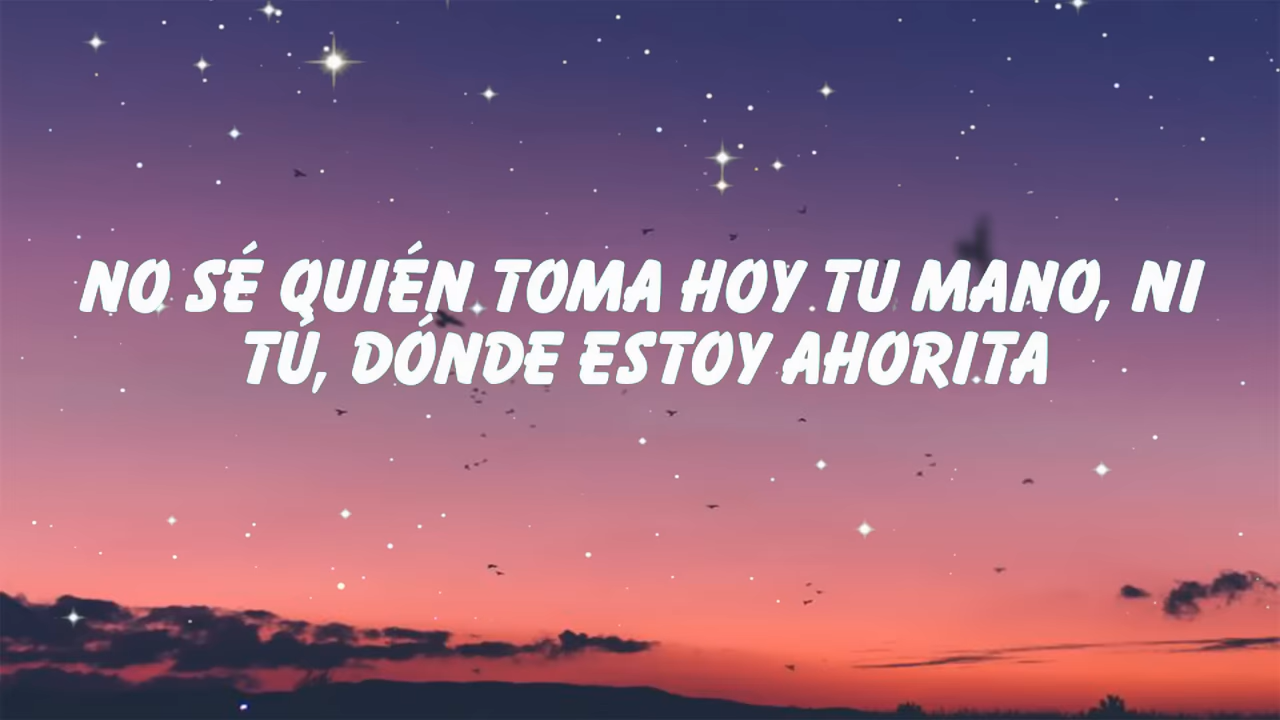 NO SÉ QUIÉN TOMA HOY TU MANO, NI
TÚ, DÓNDE ESTOY AHORITA